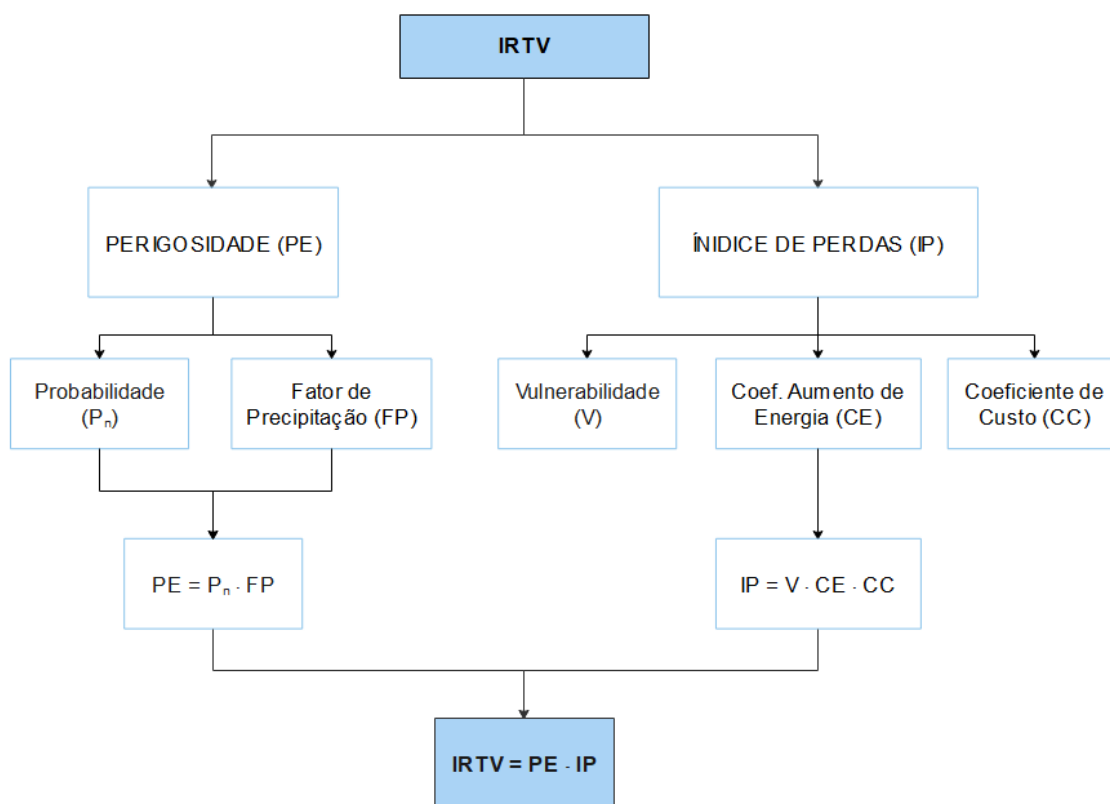 IRTV
PERIGOSIDADE (PE)
ÍNIDICE DE PERDAS (IP)
Probabilidade
(Pₙ)
Fator de
Precipitação (FP)
Vulnerabilidade
(V)
Coef. Aumento de
Energia (CE)
Coeficiente de
Custo (CC)
PE = Pₙ · FP
IP = V · CE · CC
IRTV = PE · IP